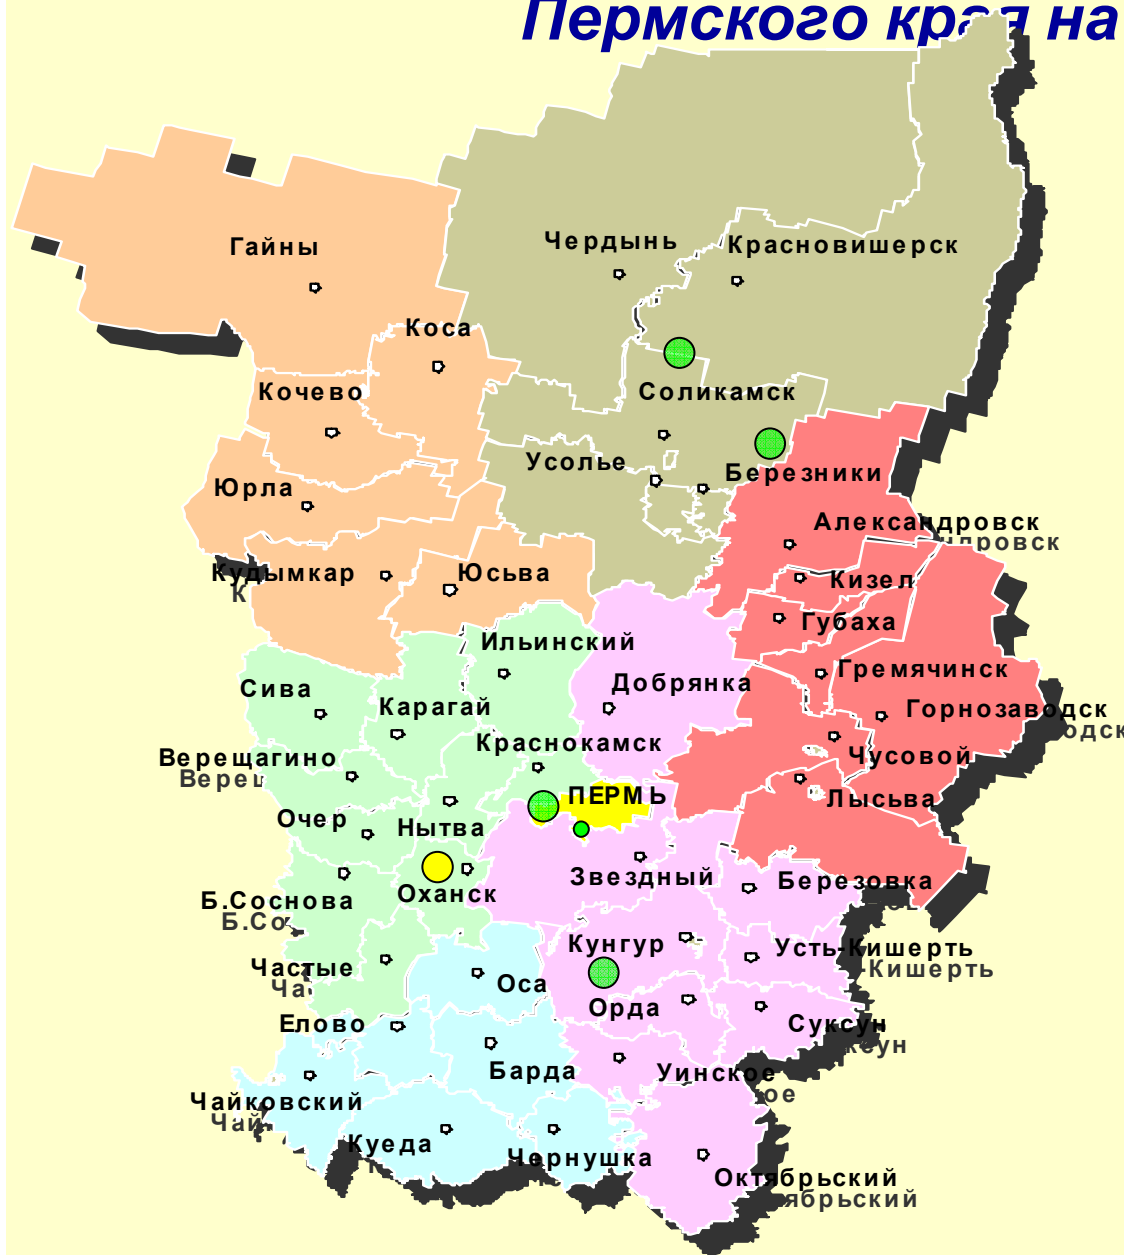 Пермского края на
Чердынь
Красновишерск
Гайны
Коса
Кочево
Соликамск
Усолье
Березники
Юрла
Александровск
Кудымкар
Юсьва
Кизел
Губаха
Ильинский
Гремячинск
Добрянка
Сива
Карагай
Горнозаводск
Краснокамск
Верещагино
Чусовой
ПЕРМЬ
Лысьва
Очер
Нытва
Звездный
Березовка
Оханск
Б.Соснова
Кунгур
Усть-Кишерть
Частые
Оса
Орда
Елово
Суксун
Барда
Уинское
Чайковский
Куеда
Чернушка
Октябрьский